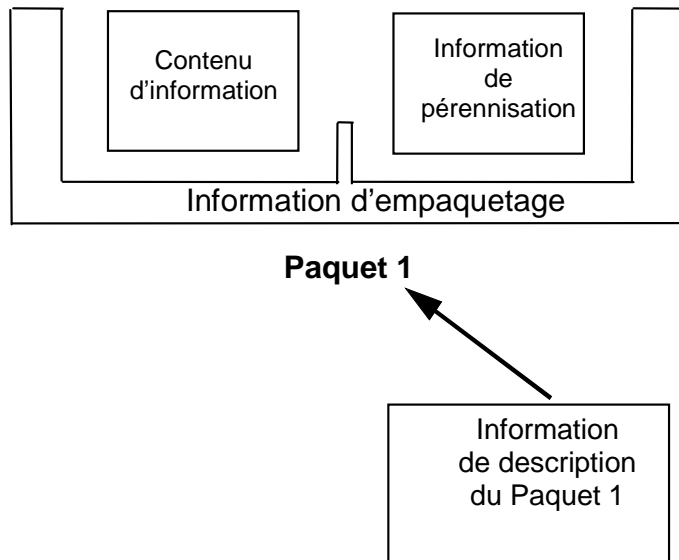 Contenu
d'information
Information
de
pérennisation
Information d'empaquetage
Paquet 1
Information
de description
du Paquet 1